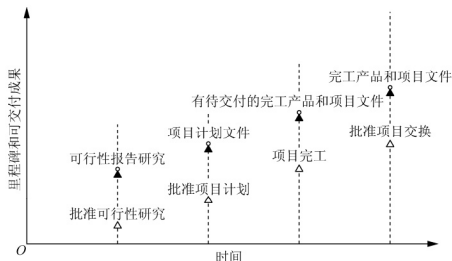 完工产品和项目文件
有待交付的完工产品和项目文件
批准项目交换
项目计划文件
可行性报告研究
项目完工
批准项目计划
批准可行性研究
里程碑和可交付成果
O
时间